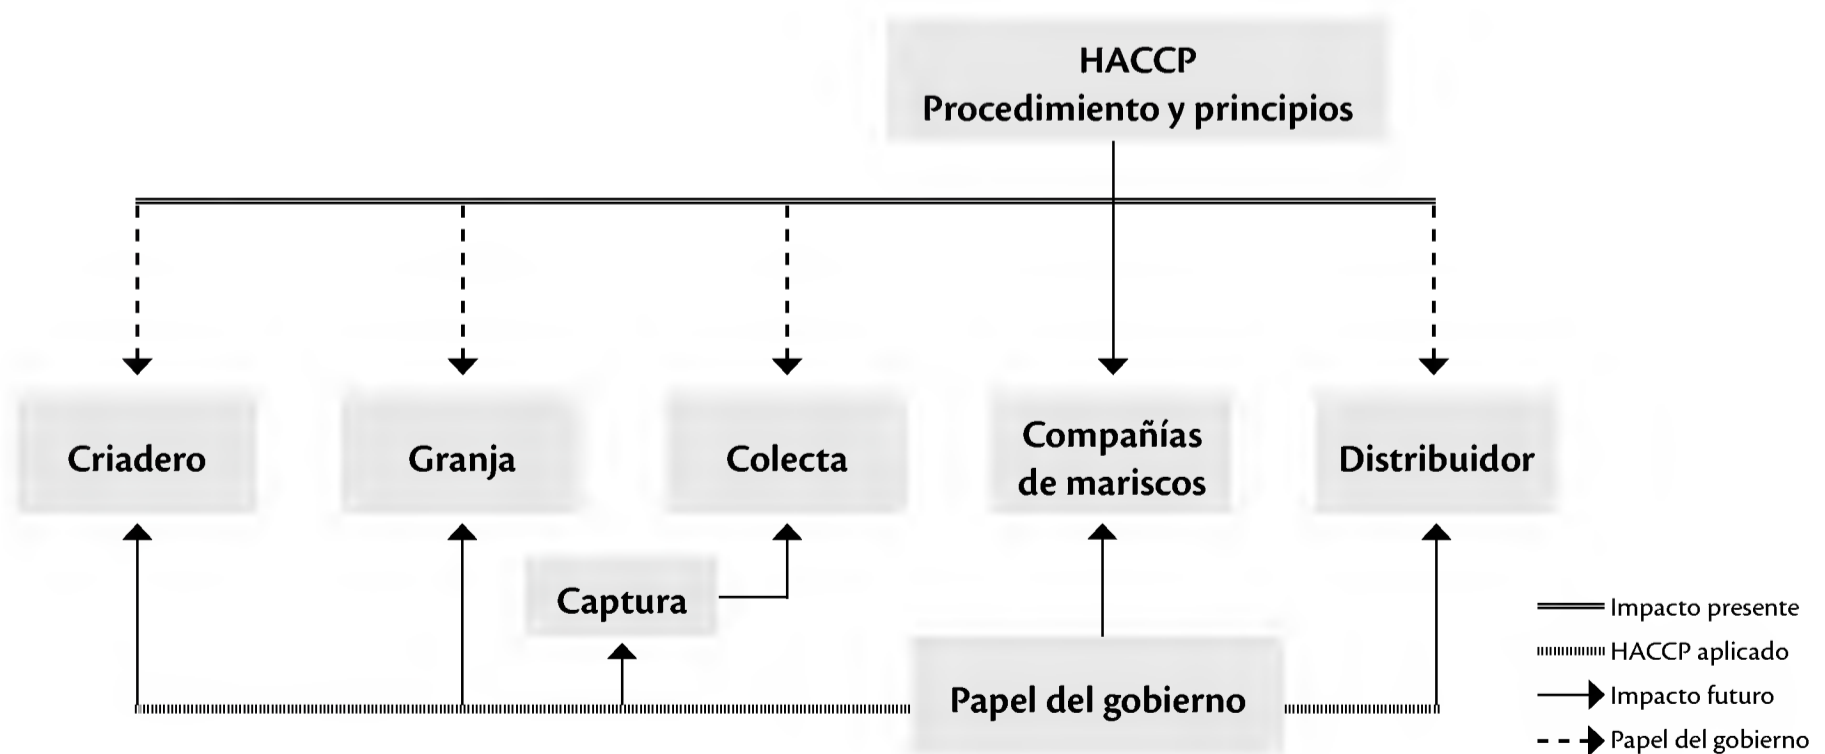 HACCP
Procedimiento y principios
Criadero
Granja
Colecta
Compañías
de mariscos
Distribuidor
Captura
Papel del gobierno
Impacto presente
HACCP aplicado
Impacto futuro
Papel del gobierno